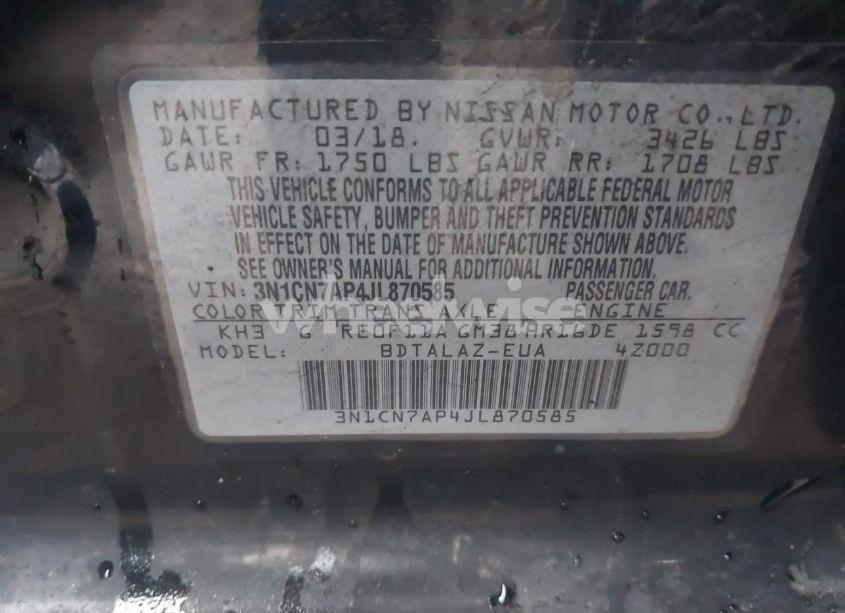 MANUFACTURED BY NISSAN MOTOR CO., LTD.
DATE: 03/18. GVWR: 3426 LBS
GAWR FR: 1750 LBS GAWR RR: 1708 LBS
THIS VEHICLE CONFORMS TO ALL APPLICABLE FEDERAL MOTOR
VEHICLE SAFETY, BUMPER AND THEFT PREVENTION STANDARDS
IN EFFECT ON THE DATE OF MANUFACTURE SHOWN ABOVE.
SEE OWNER'S MANUAL FOR ADDITIONAL INFORMATION.
VIN: 3N1CN7AP4JL870585 PASSENGER CAR.
COLOR TRIM TRANS AXLE ENGINE
KH3 G RE0F11A GM38 HR16DE 1598 CC
MODEL: BDTALAZ-EUA 4Z000
3N1CN7AP4JL870585